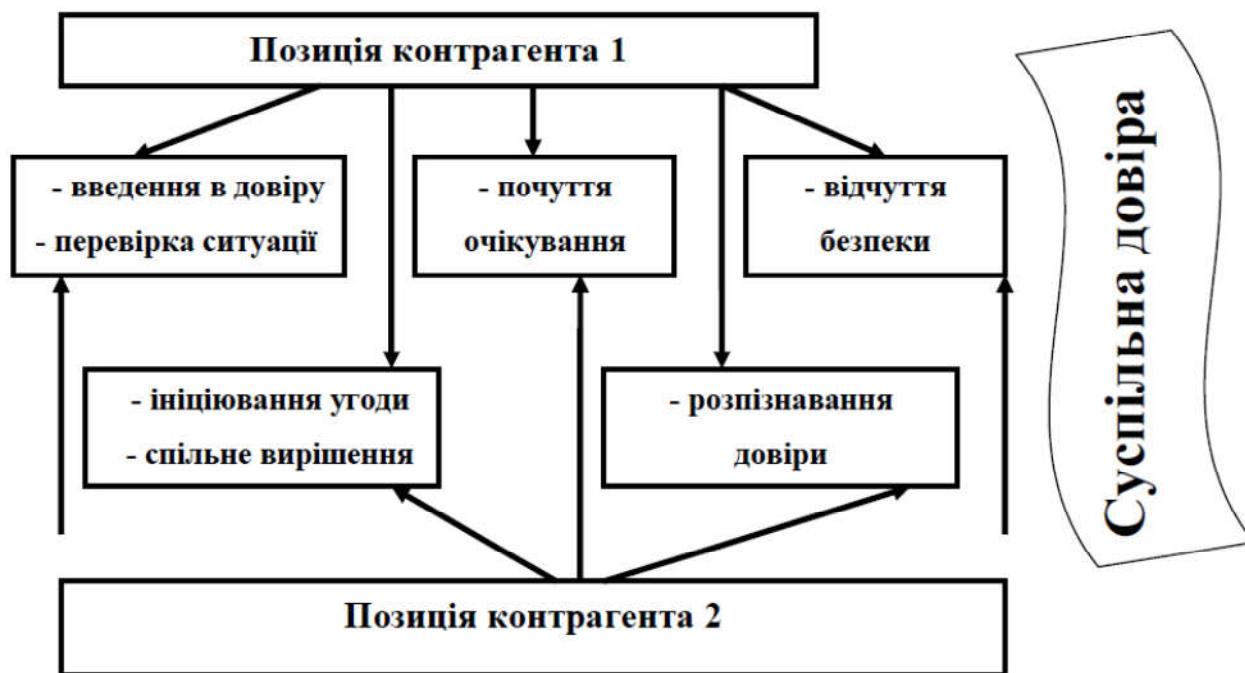 Позиція контрагента 1
- введення в довіру
- перевірка ситуації
- почуття
очікування
- відчуття
безпеки
- ініціювання угоди
- спільне вирішення
- розпізнавання
довіри
Позиція контрагента 2
Суспільна довіра